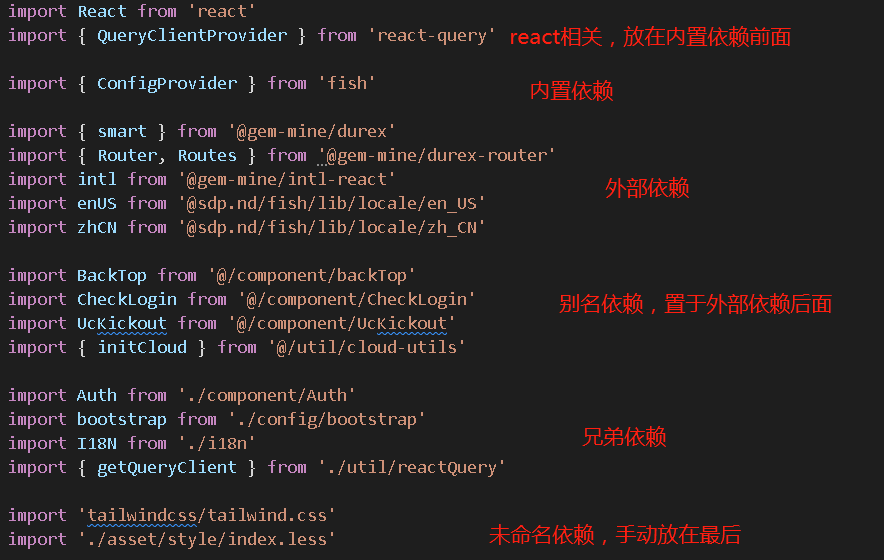 import React from 'react'
import { QueryClientProvider } from 'react-query' react相关，放在内置依赖前面
import { ConfigProvider } from 'fish' 内置依赖
import { smart } from '@gem-mine/durex'
import { Router, Routes } from '@gem-mine/durex-router'
import intl from '@gem-mine/intl-react' 外部依赖
import enUS from '@sdp.nd/fish/lib/locale/en_US'
import zhCN from '@sdp.nd/fish/lib/locale/zh_CN'
import BackTop from '@/component/backTop'
import CheckLogin from '@/component/CheckLogin' 别名依赖，置于外部依赖后面
import UcKickout from '@/component/UcKickout'
import { initCloud } from '@/util/cloud-utils'
import Auth from './component/Auth'
import bootstrap from './config/bootstrap'
import I18N from './i18n' 兄弟依赖
import { getQueryClient } from './util/reactQuery'
import 'tailwindcss/tailwind.css'
import './asset/style/index.less' 未命名依赖，手动放在最后